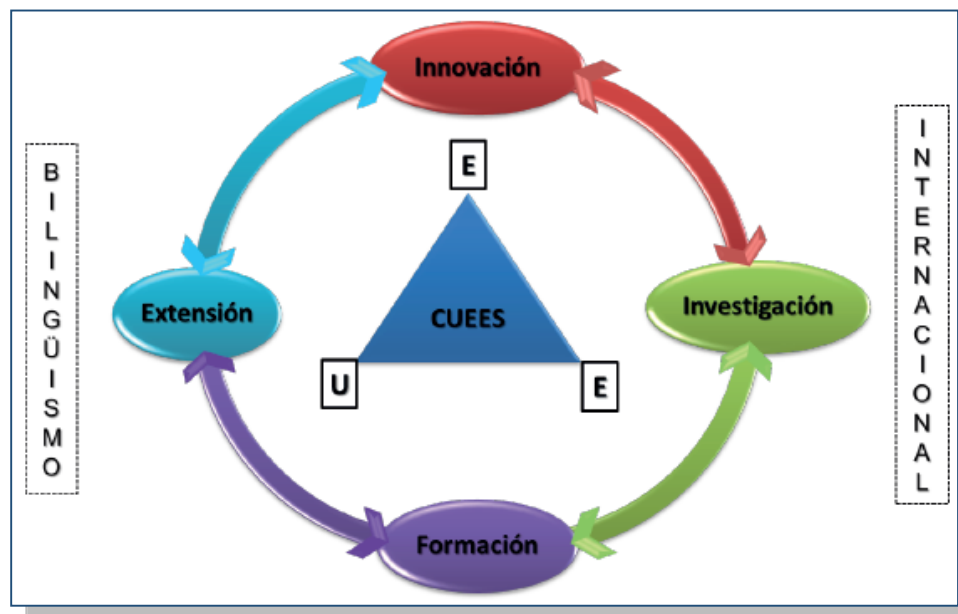 Innovación
BILINGÜISMO
INTERNACIONAL
E
Extensión
CUEES
Investigación
U
E
Formación